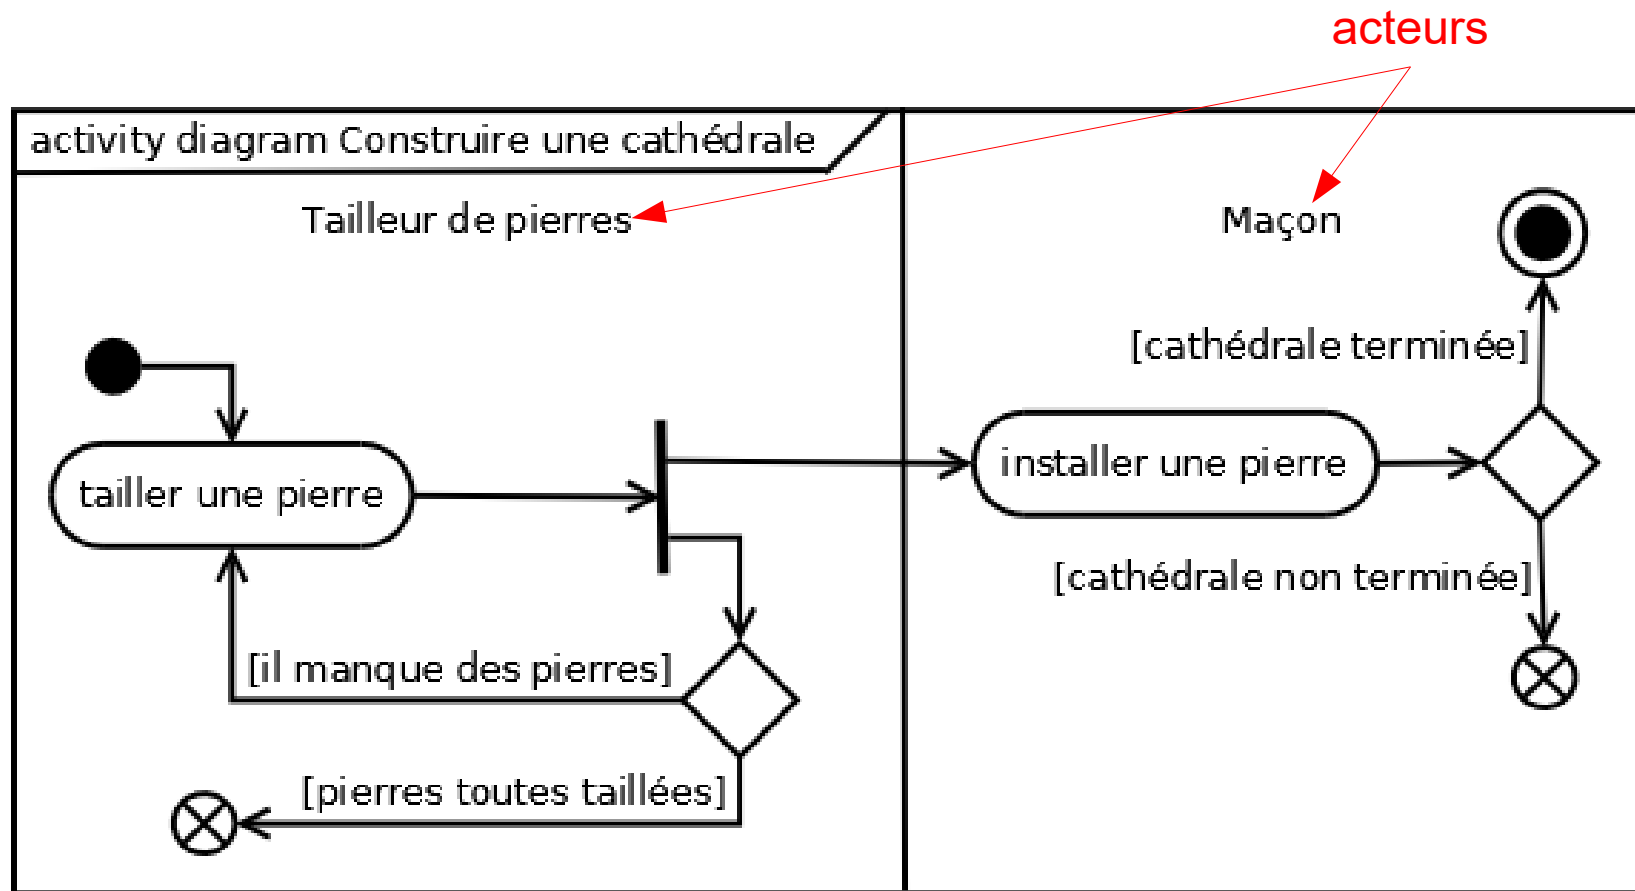 acteurs
activity diagram Construire une cathédrale
Tailleur de pierres
Maçon
[cathédrale terminée]
installer une pierre
tailler une pierre
[cathédrale non terminée]
[il manque des pierres]
[pierres toutes taillées]